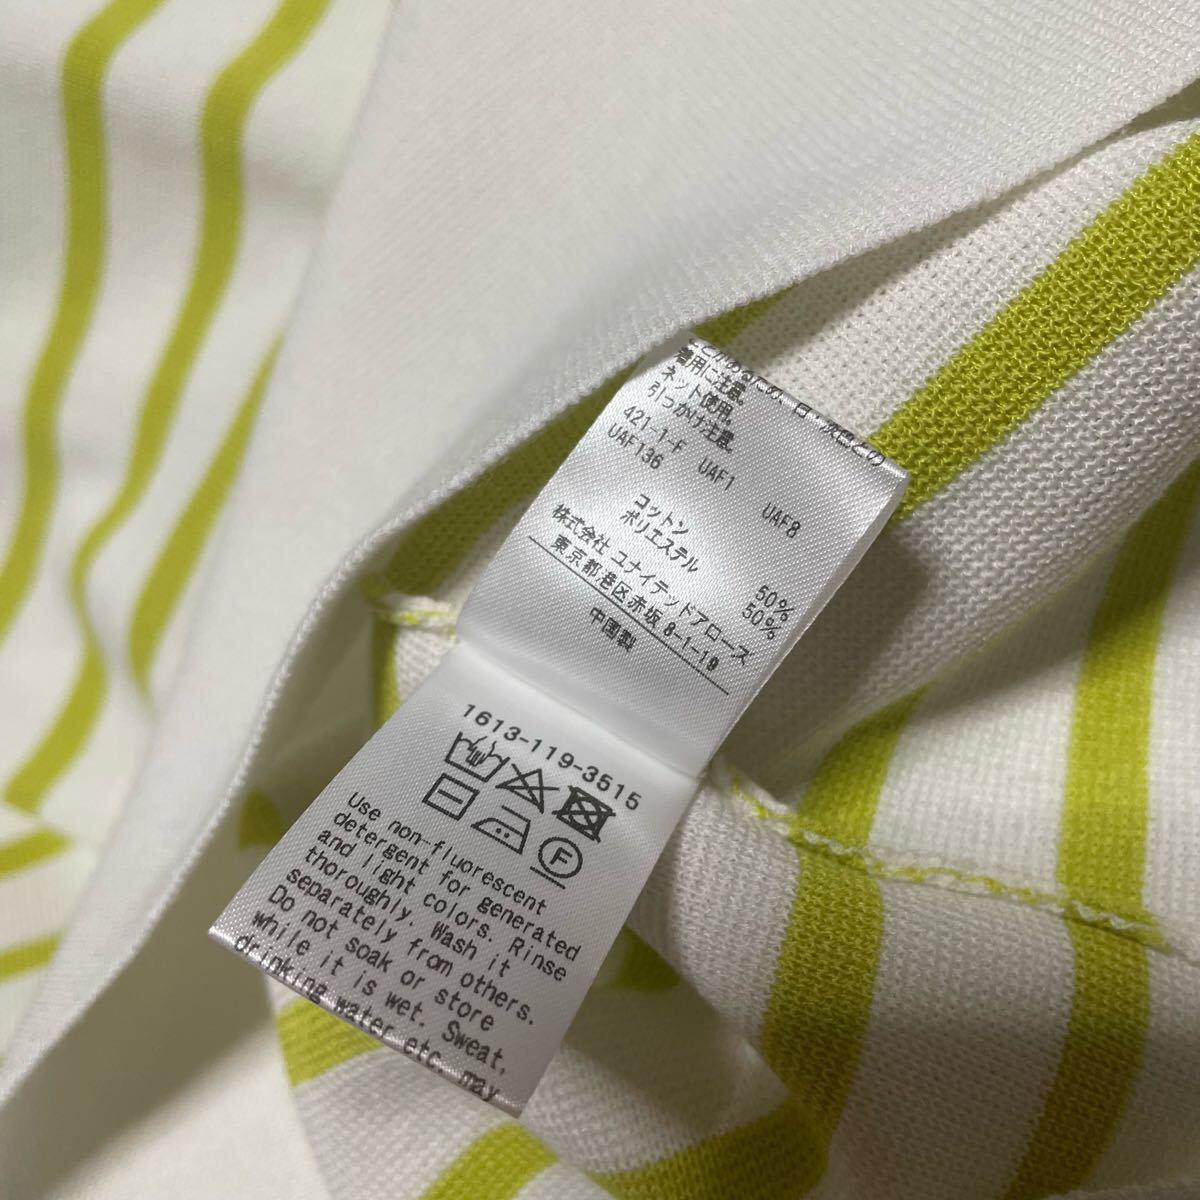 着用に注意。
ネット使用。
引っかけ注意。
421-1-F UAF1 UAF8
UAF136
コットン 50%
ポリエステル 50%
株式会社 ユナイテッドアローズ
東京都港区赤坂 8-1-19
中国製
1613-119-3515
F
Use non-fluorescent
detergent for generated
and light colors. Rinse
thoroughly. Wash it
separately from others.
Do not soak or store
while it is wet. Sweat,
drinking water etc. may